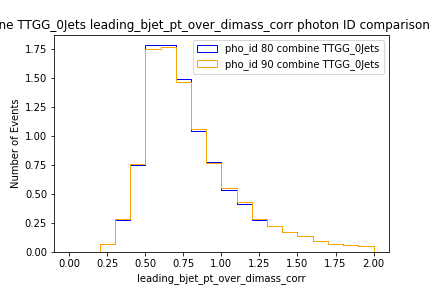 ne TTGG_0Jets leading_bjet_pt_over_dimass_corr photon ID comparison
pho_id 80 combine TTGG_0Jets
pho_id 90 combine TTGG_0Jets
Number of Events
1.75
1.50
1.25
1.00
0.75
0.50
0.25
0.00
0.00 0.25 0.50 0.75 1.00 1.25 1.50 1.75 2.00
leading_bjet_pt_over_dimass_corr